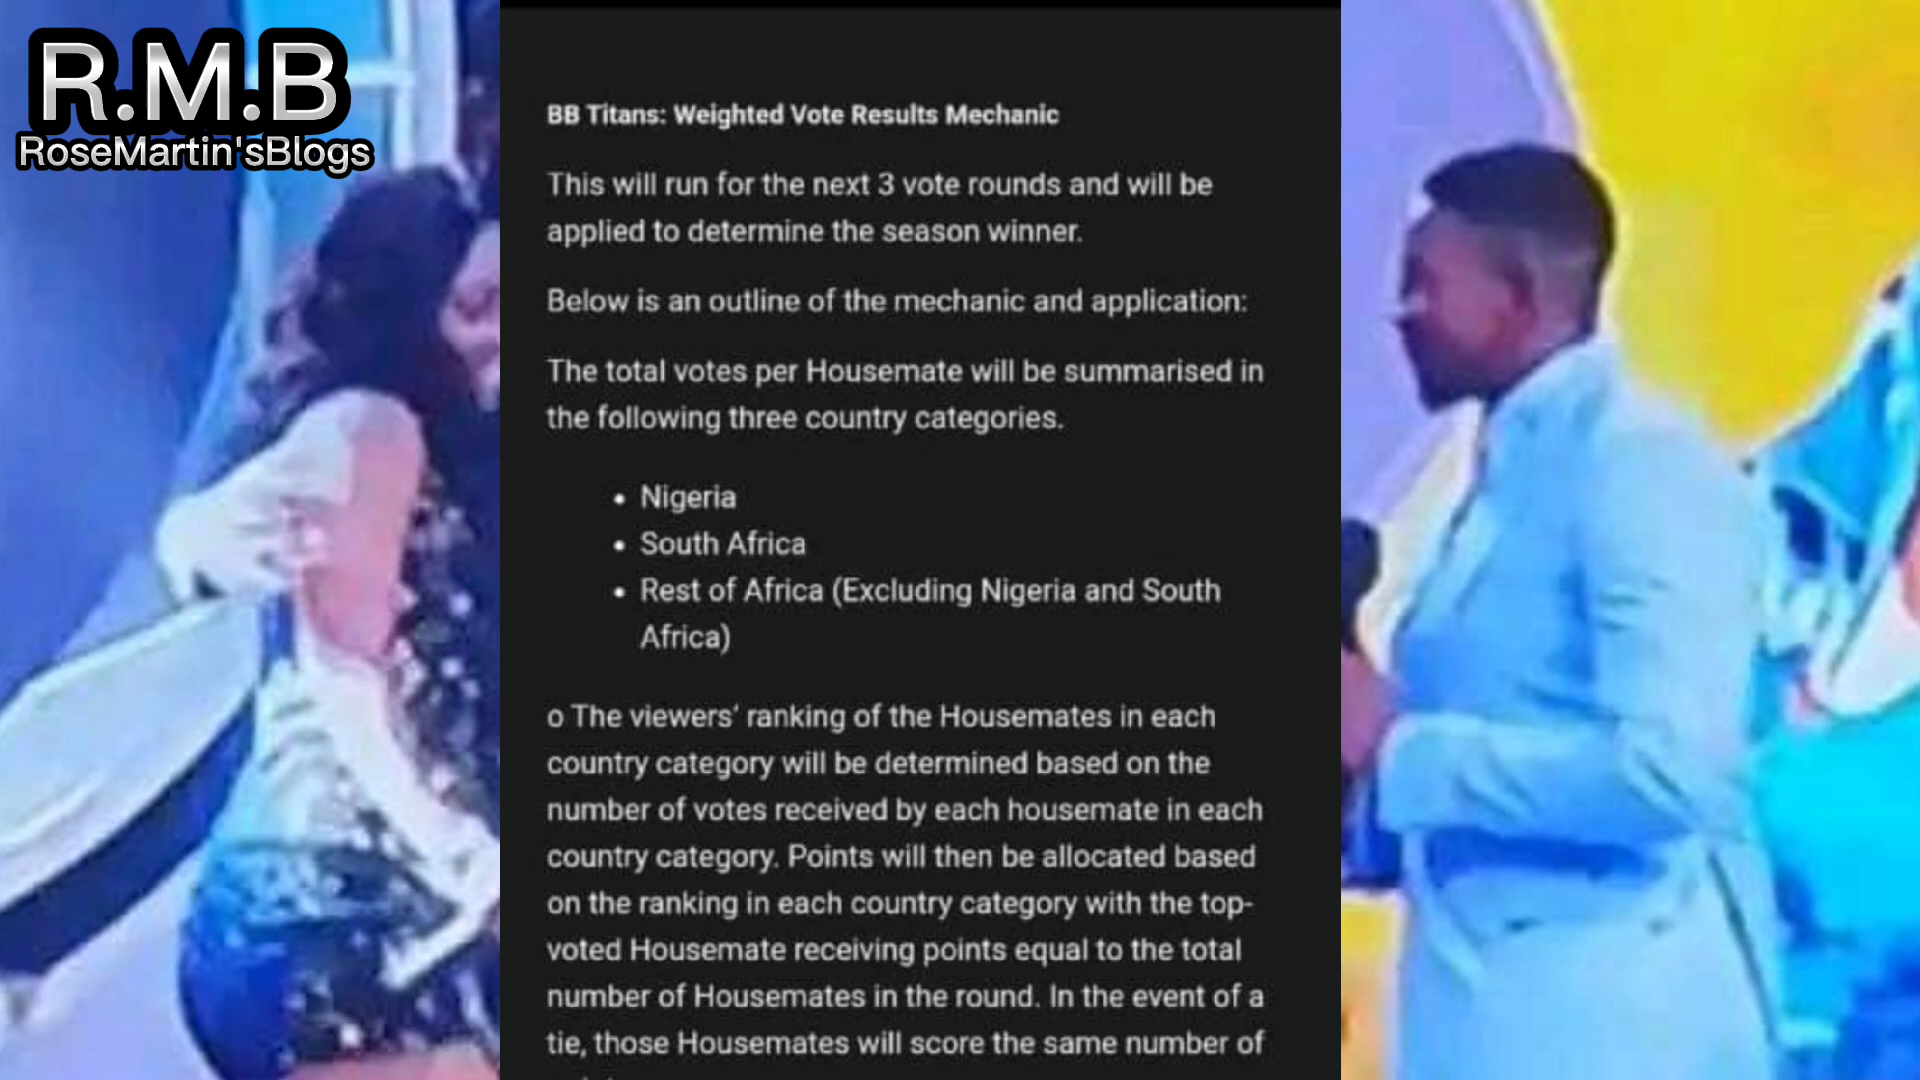 R.M.B
RoseMartin'sBlogs
BB Titans: Weighted Vote Results Mechanic
This will run for the next 3 vote rounds and will be
applied to determine the season winner.
Below is an outline of the mechanic and application:
The total votes per Housemate will be summarised in
the following three country categories.
• Nigeria
• South Africa
• Rest of Africa (Excluding Nigeria and South
Africa)
o The viewers' ranking of the Housemates in each
country category will be determined based on the
number of votes received by each housemate in each
country category. Points will then be allocated based
on the ranking in each country category with the top-
voted Housemate receiving points equal to the total
number of Housemates in the round. In the event of a
tie, those Housemates will score the same number of